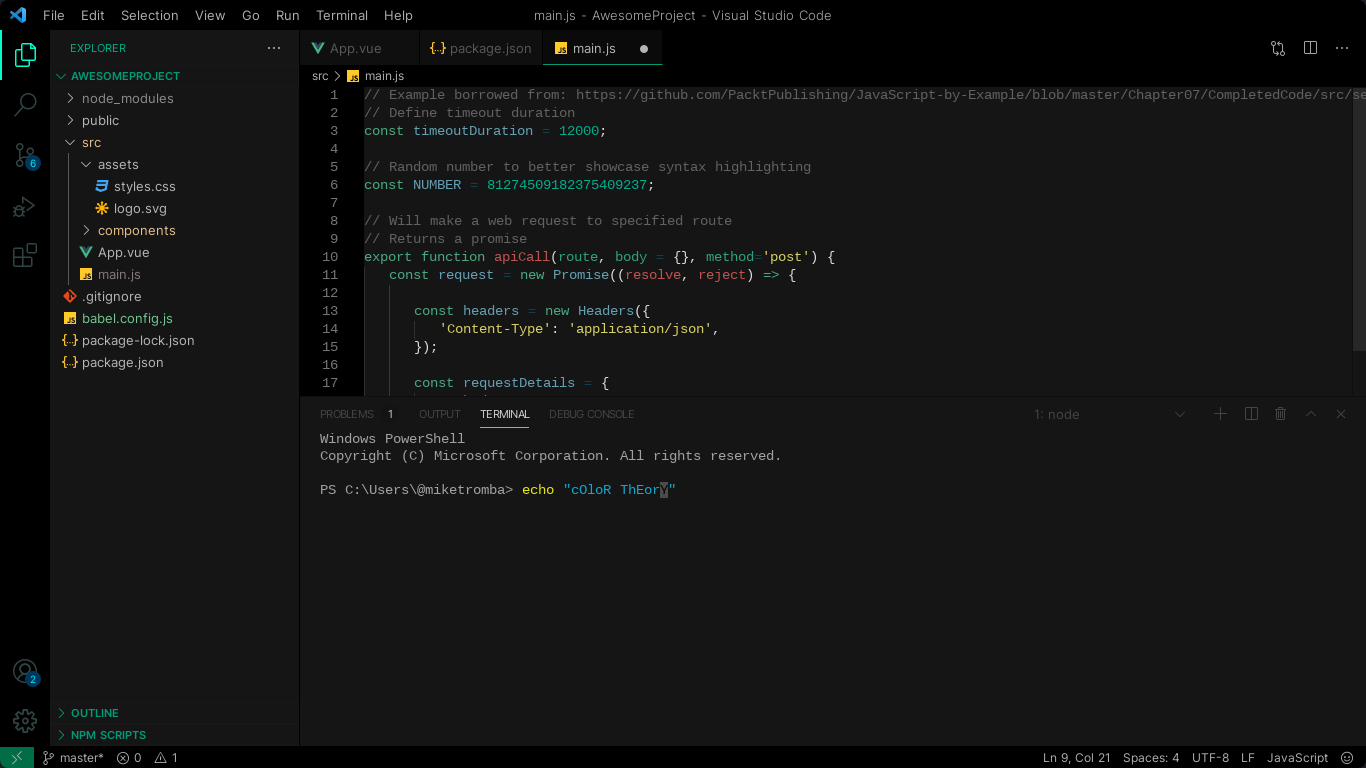 File Edit Selection View Go Run Terminal Help main.js - AwesomeProject - Visual Studio Code
EXPLORER
App.vue
{..} package.json
JS main.js
AWESOMEPROJECT
src > JS main.js
node_modules
public
src
assets
styles.css
logo.svg
components
App.vue
JS main.js
.gitignore
JS babel.config.js
{..} package-lock.json
{..} package.json
OUTLINE
NPM SCRIPTS
6
2
1 // Example borrowed from: https://github.com/PacktPublishing/JavaScript-by-Example/blob/master/Chapter07/CompletedCode/src/se
2 // Define timeout duration
3 const timeoutDuration = 12000;
4
5 // Random number to better showcase syntax highlighting
6 const NUMBER = 81274509182375409237;
7
8 // Will make a web request to specified route
9 // Returns a promise
10 export function apiCall(route, body = {}, method='post') {
11 const request = new Promise((resolve, reject) => {
12
13 const headers = new Headers({
14 'Content-Type': 'application/json',
15 });
16
17 const requestDetails = {
PROBLEMS 1 OUTPUT TERMINAL DEBUG CONSOLE 1: node
Windows PowerShell
Copyright (C) Microsoft Corporation. All rights reserved.
PS C:\Users\@miketromba> echo "cOloR ThEorY"
master* 0 1 Ln 9, Col 21 Spaces: 4 UTF-8 LF JavaScript